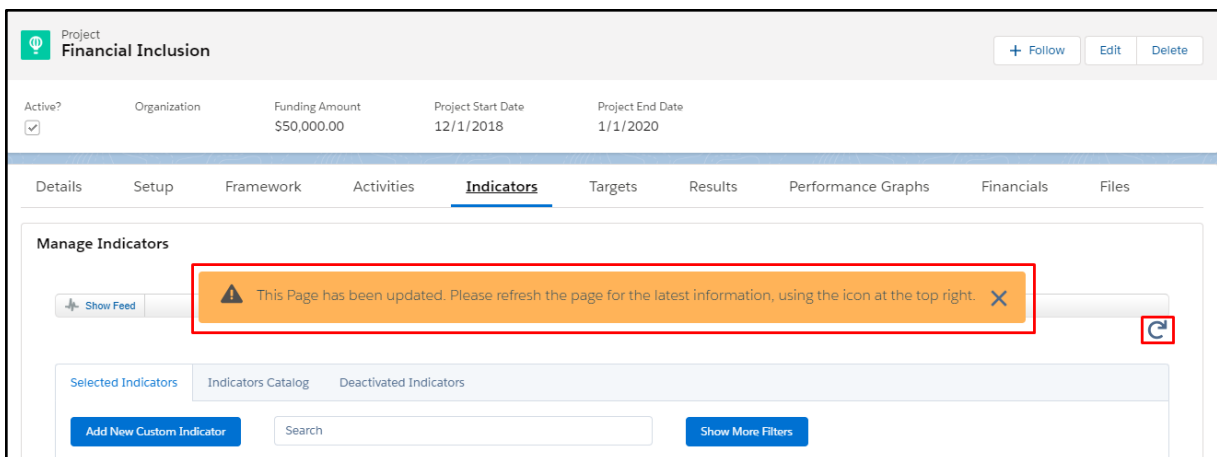 Project
Financial Inclusion
+ Follow Edit Delete
Active? Organization Funding Amount Project Start Date Project End Date
$50,000.00 12/1/2018 1/1/2020
Details Setup Framework Activities Indicators Targets Results Performance Graphs Financials Files
Manage Indicators
This Page has been updated. Please refresh the page for the latest information, using the icon at the top right.
Show Feed
Selected Indicators Indicators Catalog Deactivated Indicators
Add New Custom Indicator Search Show More Filters